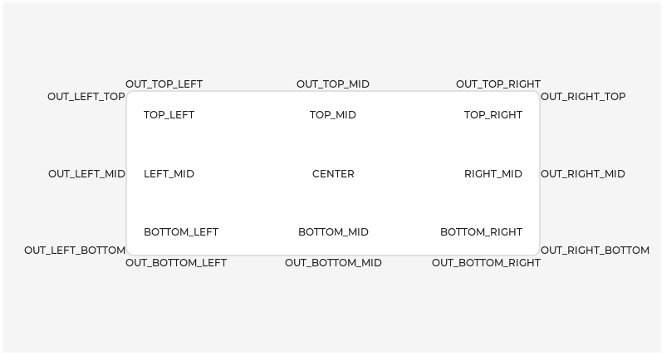 OUT_TOP_LEFT OUT_TOP_MID OUT_TOP_RIGHT
OUT_LEFT_TOP OUT_RIGHT_TOP
TOP_LEFT TOP_MID TOP_RIGHT
OUT_LEFT_MID LEFT_MID CENTER RIGHT_MID OUT_RIGHT_MID
BOTTOM_LEFT BOTTOM_MID BOTTOM_RIGHT
OUT_LEFT_BOTTOM OUT_RIGHT_BOTTOM
OUT_BOTTOM_LEFT OUT_BOTTOM_MID OUT_BOTTOM_RIGHT